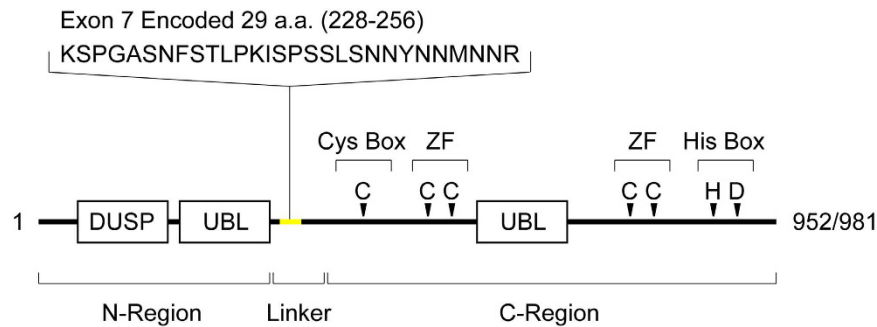 Exon 7 Encoded 29 a.a. (228-256)
KSPGASNFSTLPKISPSSLSNNYNNMNNR
Cys Box ZF ZF His Box
C C C C C H D
1 DUSP UBL UBL 952/981
N-Region Linker C-Region